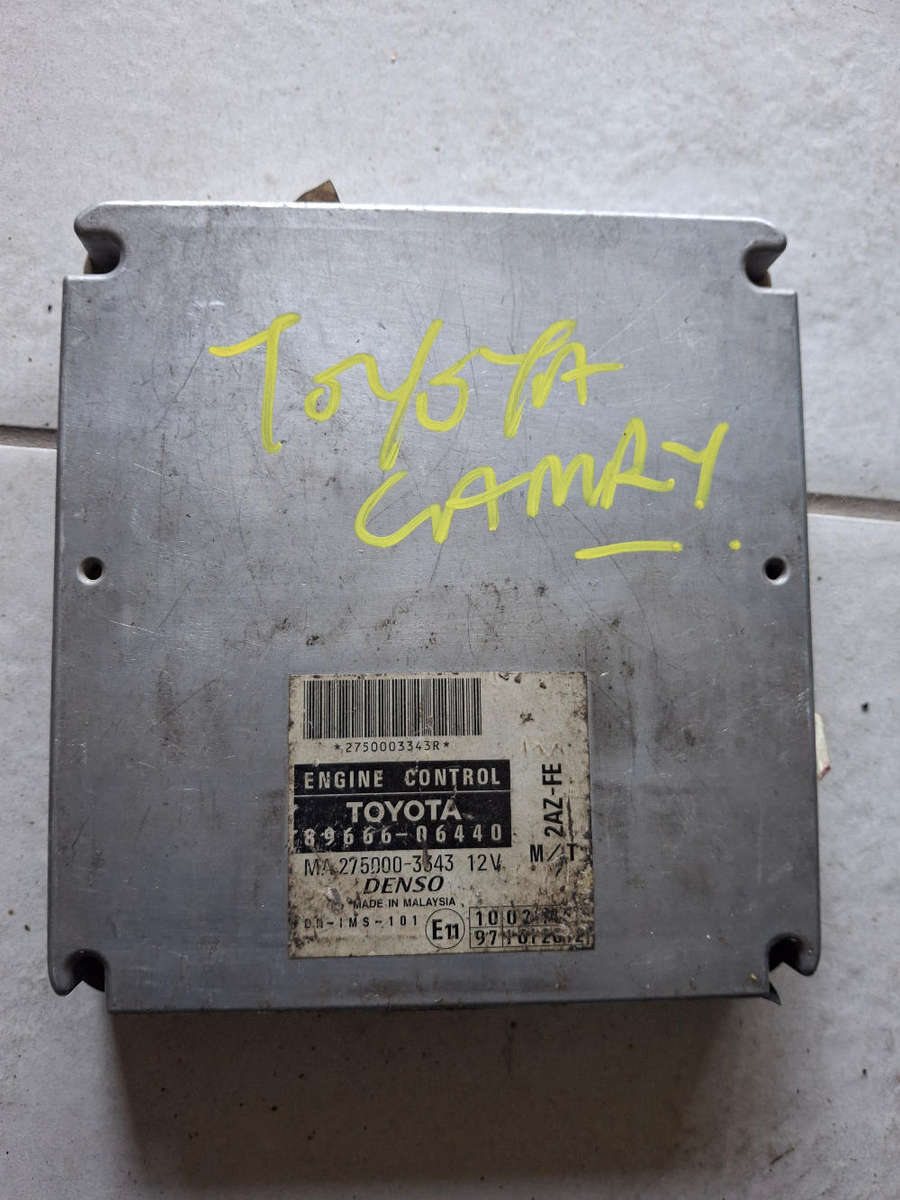 TOYOTA
CAMRY.
*2750003343R*
ENGINE CONTROL
TOYOTA
89666-06440
2AZ-FE
M/T
MA 275000-3343 12V
DENSO
MADE IN MALAYSIA
E11